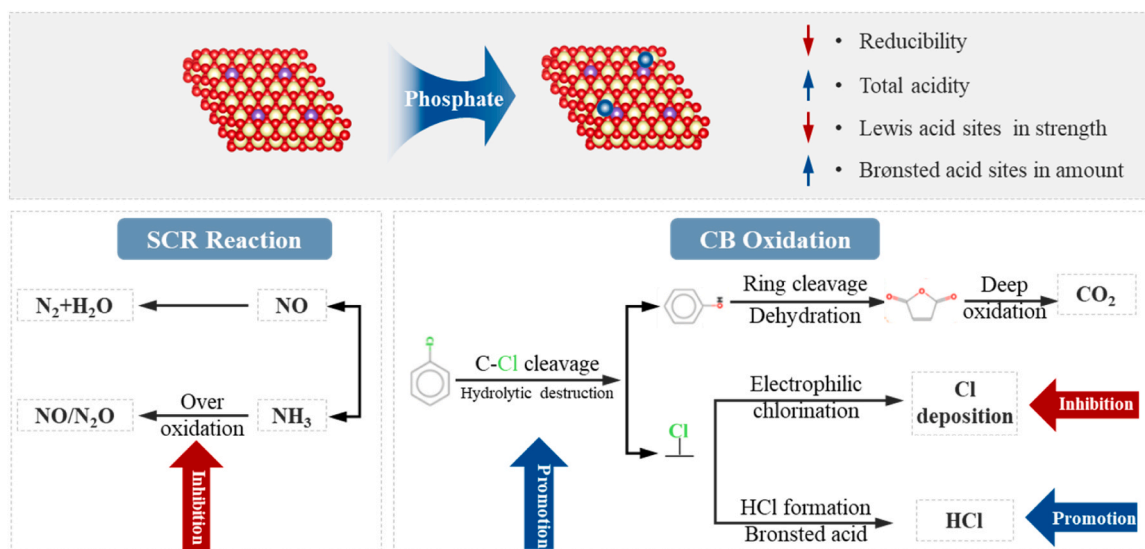 Phosphate
• Reducibility
• Total acidity
• Lewis acid sites in strength
• Brønsted acid sites in amount
SCR Reaction
N₂+H₂O
NO
NO/N₂O
Over
oxidation
NH₃
Inhibition
CB Oxidation
Cl
C-Cl cleavage
Hydrolytic destruction
Ring cleavage
Dehydration
O
O
O
Deep
oxidation
CO₂
Electrophilic
chlorination
Cl
deposition
Inhibition
Cl
HCl formation
Bronsted acid
HCl
Promotion
Promotion